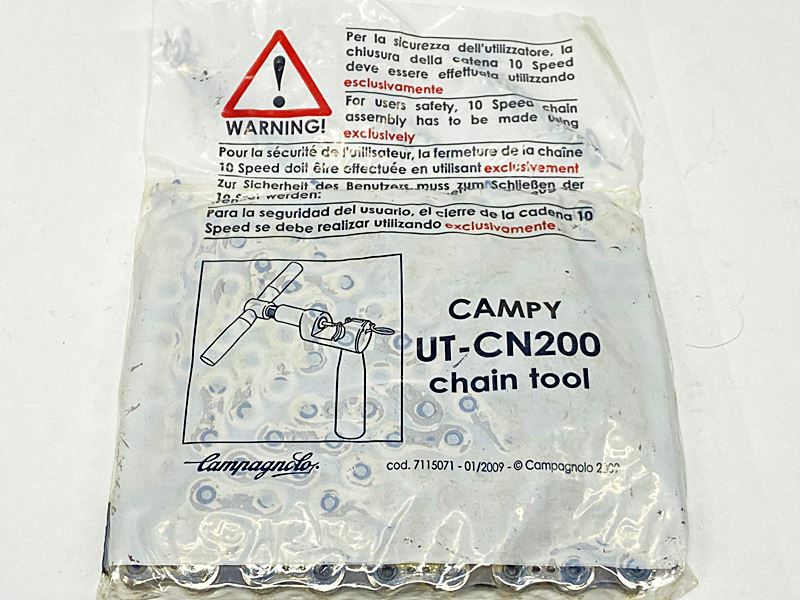 Per la sicurezza dell'utilizzatore, la
chiusura della catena 10 Speed
deve essere effettuata utilizzando
esclusivamente
WARNING!
For users safety, 10 Speed chain
assembly has to be made using
exclusively
Pour la sécurité de l'utilisateur, la fermeture de la chaîne
10 Speed doit être effectuée en utilisant exclusivement
Zur Sicherheit des Benutzers muss zum Schließen der
werden:
Para la seguridad del usuario, el cierre de la cadena 10
Speed se debe realizar utilizando exclusivamente.
CAMPY
UT-CN200
chain tool
Campagnolo
cod. 7115071 - 01/2009 - © Campagnolo 2009